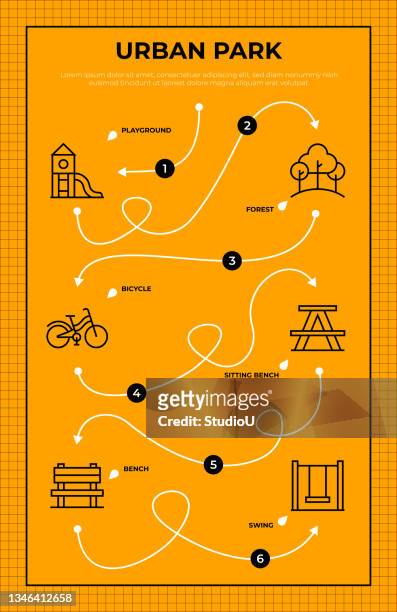 URBAN PARK
Lorem ipsum dolor sit amet, consectetuer adipiscing elit, sed diam nonummy nibh euismod
tincidunt ut laoreet dolore magna aliquam erat volutpat.
PLAYGROUND
2
1
FOREST
3
BICYCLE
SITTING BENCH
4
gettyimages
Credit: StudioU
5
BENCH
SWING
6
1346412658